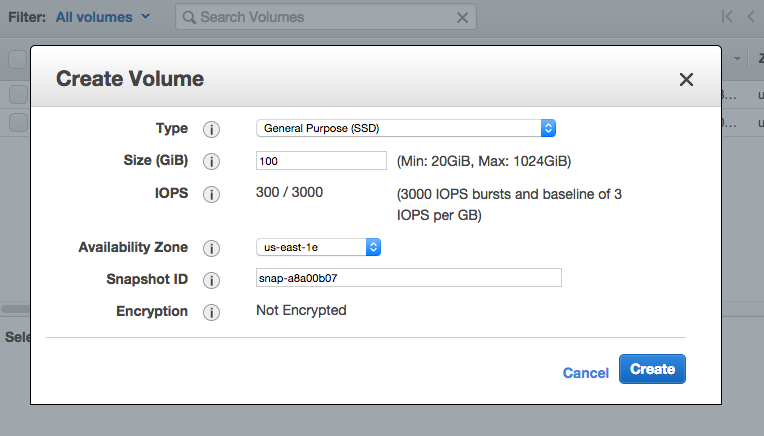 Filter: All volumes
Search Volumes
Create Volume
Type
General Purpose (SSD)
Size (GiB)
100
(Min: 20GiB, Max: 1024GiB)
IOPS
300 / 3000
(3000 IOPS bursts and baseline of 3
IOPS per GB)
Availability Zone
us-east-1e
Snapshot ID
snap-a8a00b07
Encryption
Not Encrypted
Cancel
Create